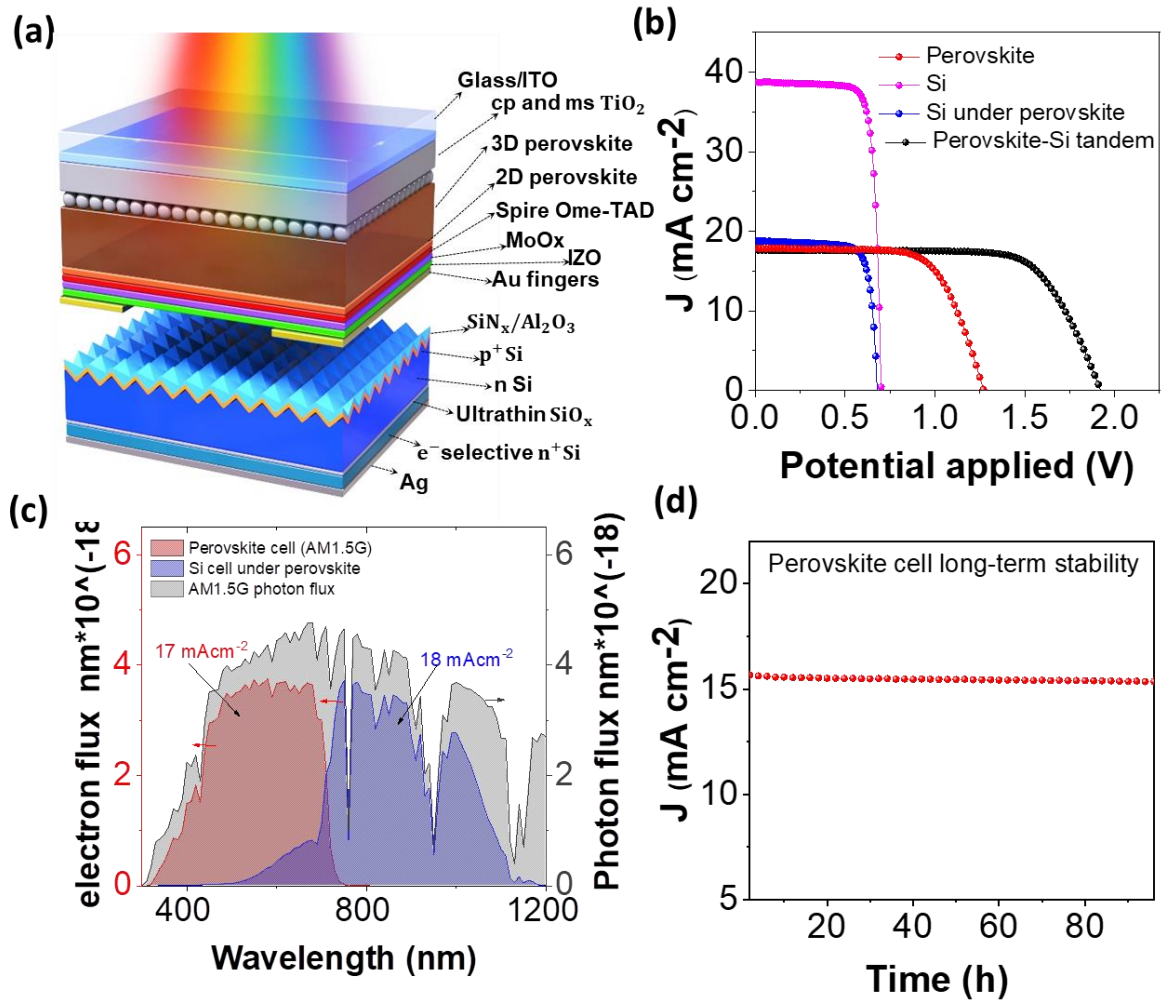 (a)
Glass/ITO
cp and ms TiO₂
3D perovskite
2D perovskite
Spire Ome-TAD
MoOx
IZO
Au fingers
SiNₓ/Al₂O₃
p⁺Si
n Si
Ultrathin SiOₓ
e⁻selective n⁺Si
Ag
(b)
Perovskite
Si
Si under perovskite
Perovskite-Si tandem
J (mA cm⁻²)
40
30
20
10
0
0.0 0.5 1.0 1.5 2.0
Potential applied (V)
(c)
Perovskite cell (AM1.5G)
Si cell under perovskite
AM1.5G photon flux
17 mAcm⁻²
18 mAcm⁻²
electron flux nm*10^(-18
6
4
2
0
Photon flux nm*10^(-18)
6
4
2
0
400 800 1200
Wavelength (nm)
(d)
Perovskite cell long-term stability
J (mA cm⁻²)
20
15
10
5
20 40 60 80
Time (h)